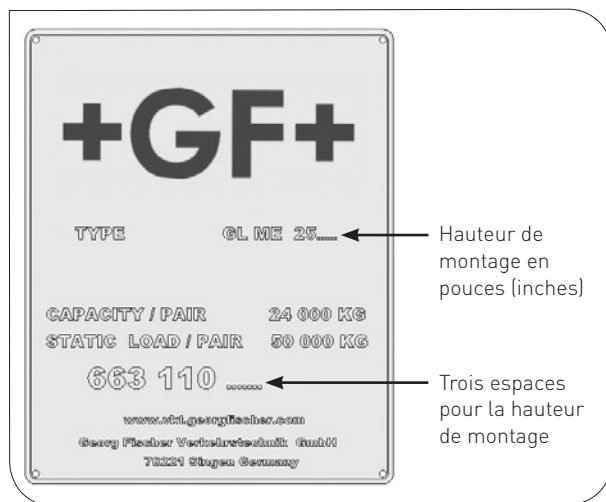 +GF+
TYPE GL ME 25.....
Hauteur de
montage en
pouces (inches)
CAPACITY / PAIR 24 000 KG
STATIC LOAD / PAIR 50 000 KG
663 110 .......
Trois espaces
pour la hauteur
de montage
www.vkt.georgfischer.com
Georg Fischer Verkehrstechnik GmbH
78221 Singen Germany